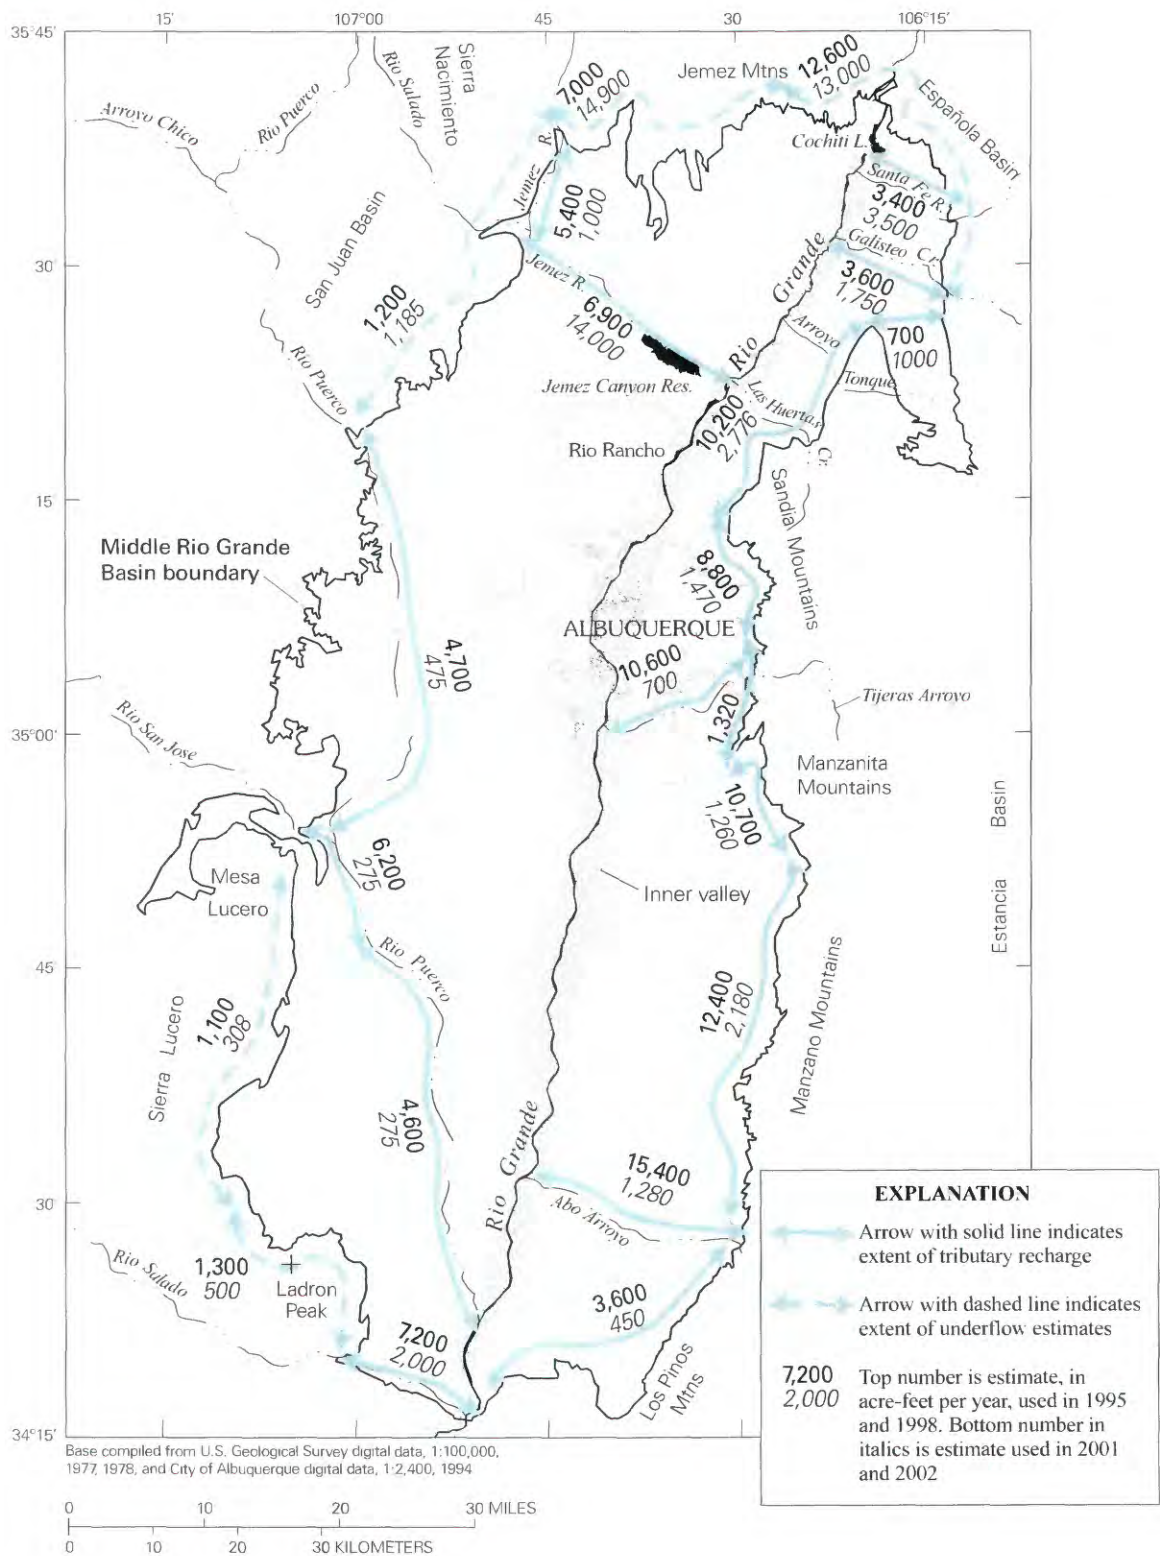 15'
107°00'
45
30
106°15'
35°45'
30
15
35°00'
45
30
34°15'
Arroyo Chico
Rio Puerco
Rio Salado
Sierra
Nacimiento
7,000
14,900
Jemez Mtns
12,600
13,000
Española Basin
Cochiti L.
Santa Fe R.
3,400
3,500
Galisteo Cr.
3,600
1,750
Jemez R.
5,400
1,000
San Juan Basin
1,200
1,185
Jemez R.
6,900
14,000
Jemez Canyon Res.
Rio Grande
Arroyo
Tonque
700
1000
Las Huertas
Cr.
10,200
2,776
Rio Rancho
Rio Puerco
Sandia Mountains
Middle Rio Grande
Basin boundary
8,800
1,470
ALBUQUERQUE
10,600
700
4,700
475
Tijeras Arroyo
1,320
Rio San Jose
Manzanita
Mountains
10,700
1,260
Estancia Basin
6,200
275
Mesa
Lucero
Inner valley
Rio Puerco
Manzano Mountains
12,400
2,180
Sierra Lucero
1,100
308
4,600
275
Rio Grande
15,400
1,280
Abo Arroyo
Rio Salado
1,300
500
Ladron
Peak
7,200
2,000
3,600
450
Los Pinos
Mtns
EXPLANATION
Arrow with solid line indicates
extent of tributary recharge
Arrow with dashed line indicates
extent of underflow estimates
7,200
2,000
Top number is estimate, in
acre-feet per year, used in 1995
and 1998. Bottom number in
italics is estimate used in 2001
and 2002
Base compiled from U.S. Geological Survey digital data, 1:100,000,
1977, 1978, and City of Albuquerque digital data, 1:2,400, 1994
0 10 20 30 MILES
0 10 20 30 KILOMETERS